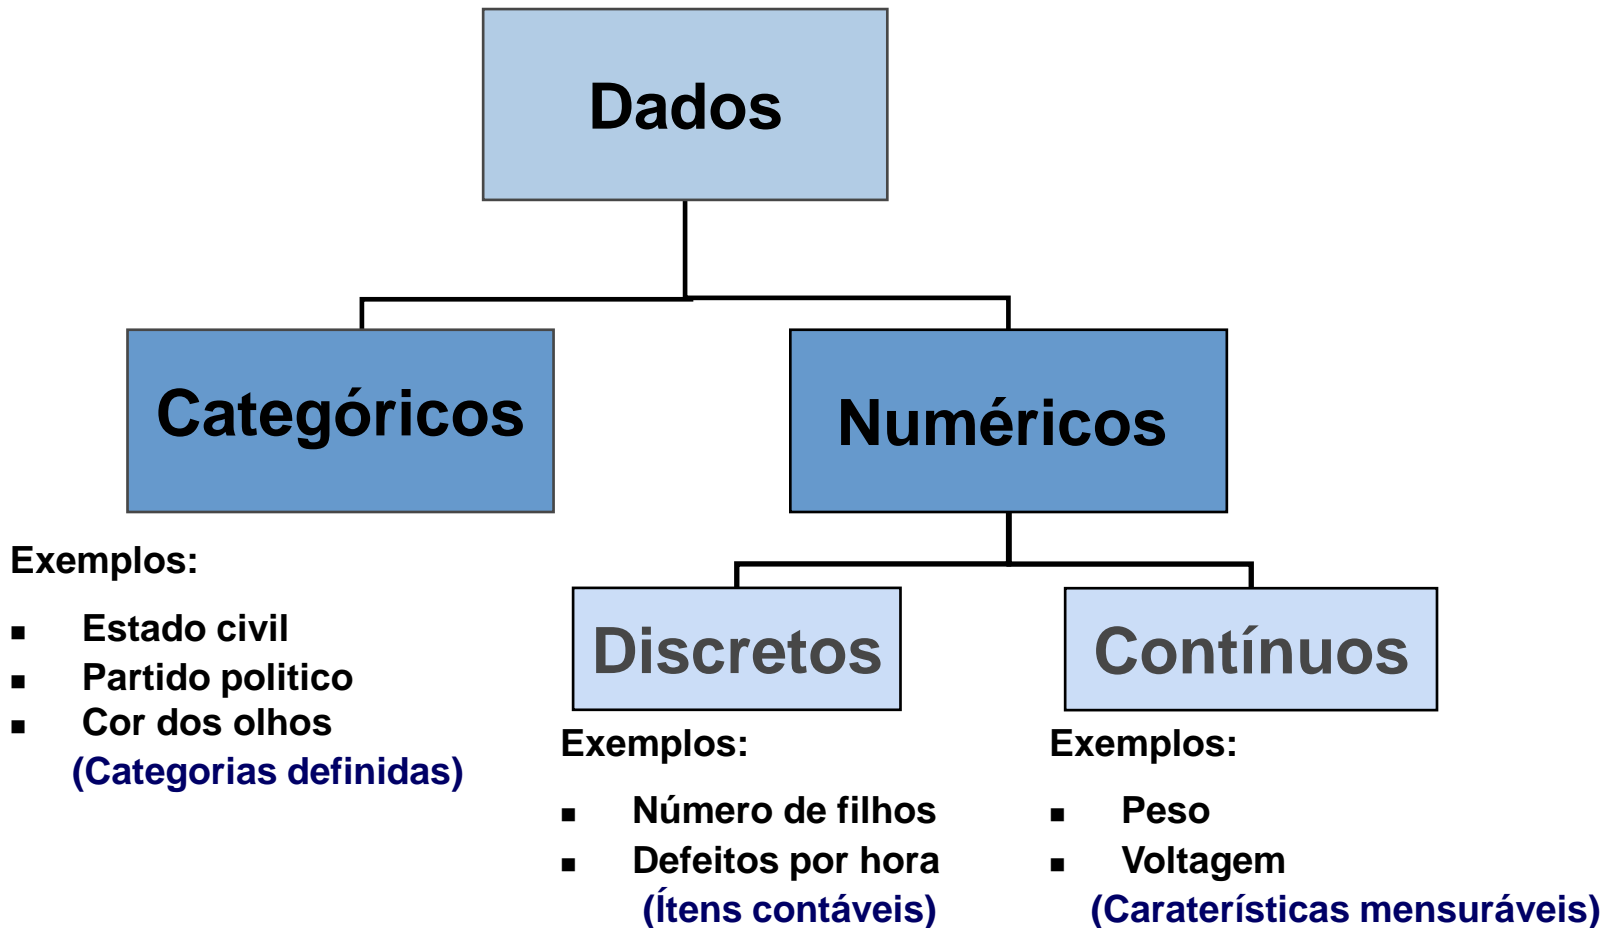 Dados
Categóricos
Numéricos
Exemplos:
▪ Estado civil
▪ Partido politico
▪ Cor dos olhos
(Categorias definidas)
Discretos
Contínuos
Exemplos:
▪ Número de filhos
▪ Defeitos por hora
(Ítens contáveis)
Exemplos:
▪ Peso
▪ Voltagem
(Caraterísticas mensuráveis)